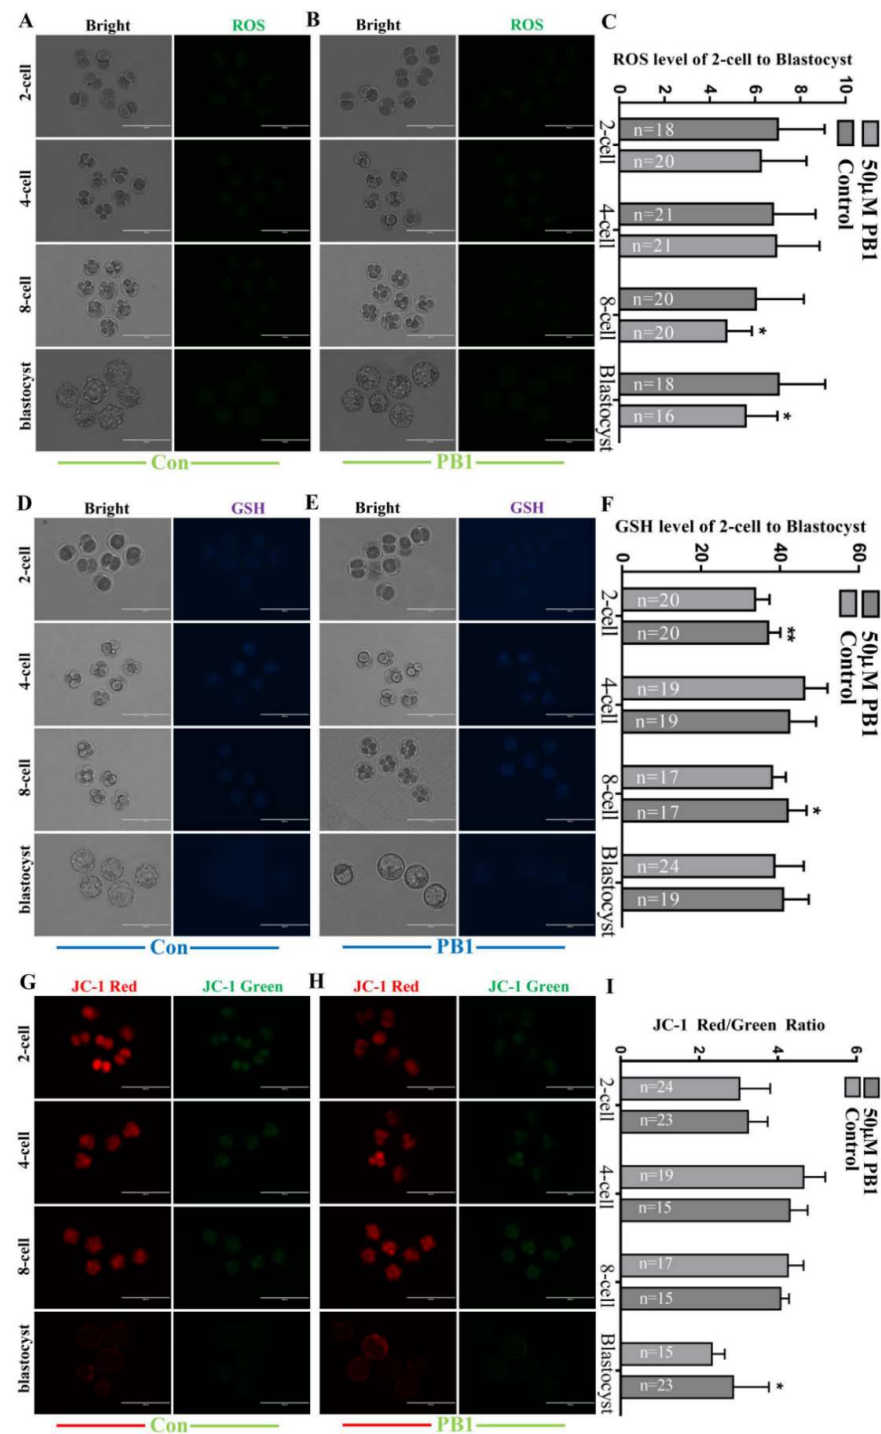 A
Bright
ROS
2-cell
4-cell
8-cell
blastocyst
Con
B
Bright
ROS
PB1
C
ROS level of 2-cell to Blastocyst
0 2 4 6 8 10
50μM PB1
Control
2-cell
n=18
n=20
4-cell
n=21
n=21
8-cell
n=20
n=20
*
Blastocyst
n=18
n=16
*
D
Bright
GSH
2-cell
4-cell
8-cell
blastocyst
Con
E
Bright
GSH
PB1
F
GSH level of 2-cell to Blastocyst
0 20 40 60
50μM PB1
Control
2-cell
n=20
n=20
**
4-cell
n=19
n=19
8-cell
n=17
n=17
*
Blastocyst
n=24
n=19
G
JC-1 Red
JC-1 Green
2-cell
4-cell
8-cell
blastocyst
Con
H
JC-1 Red
JC-1 Green
PB1
I
JC-1 Red/Green Ratio
0 2 4 6
50μM PB1
Control
2-cell
n=24
n=23
4-cell
n=19
n=15
8-cell
n=17
n=15
Blastocyst
n=15
n=23
*